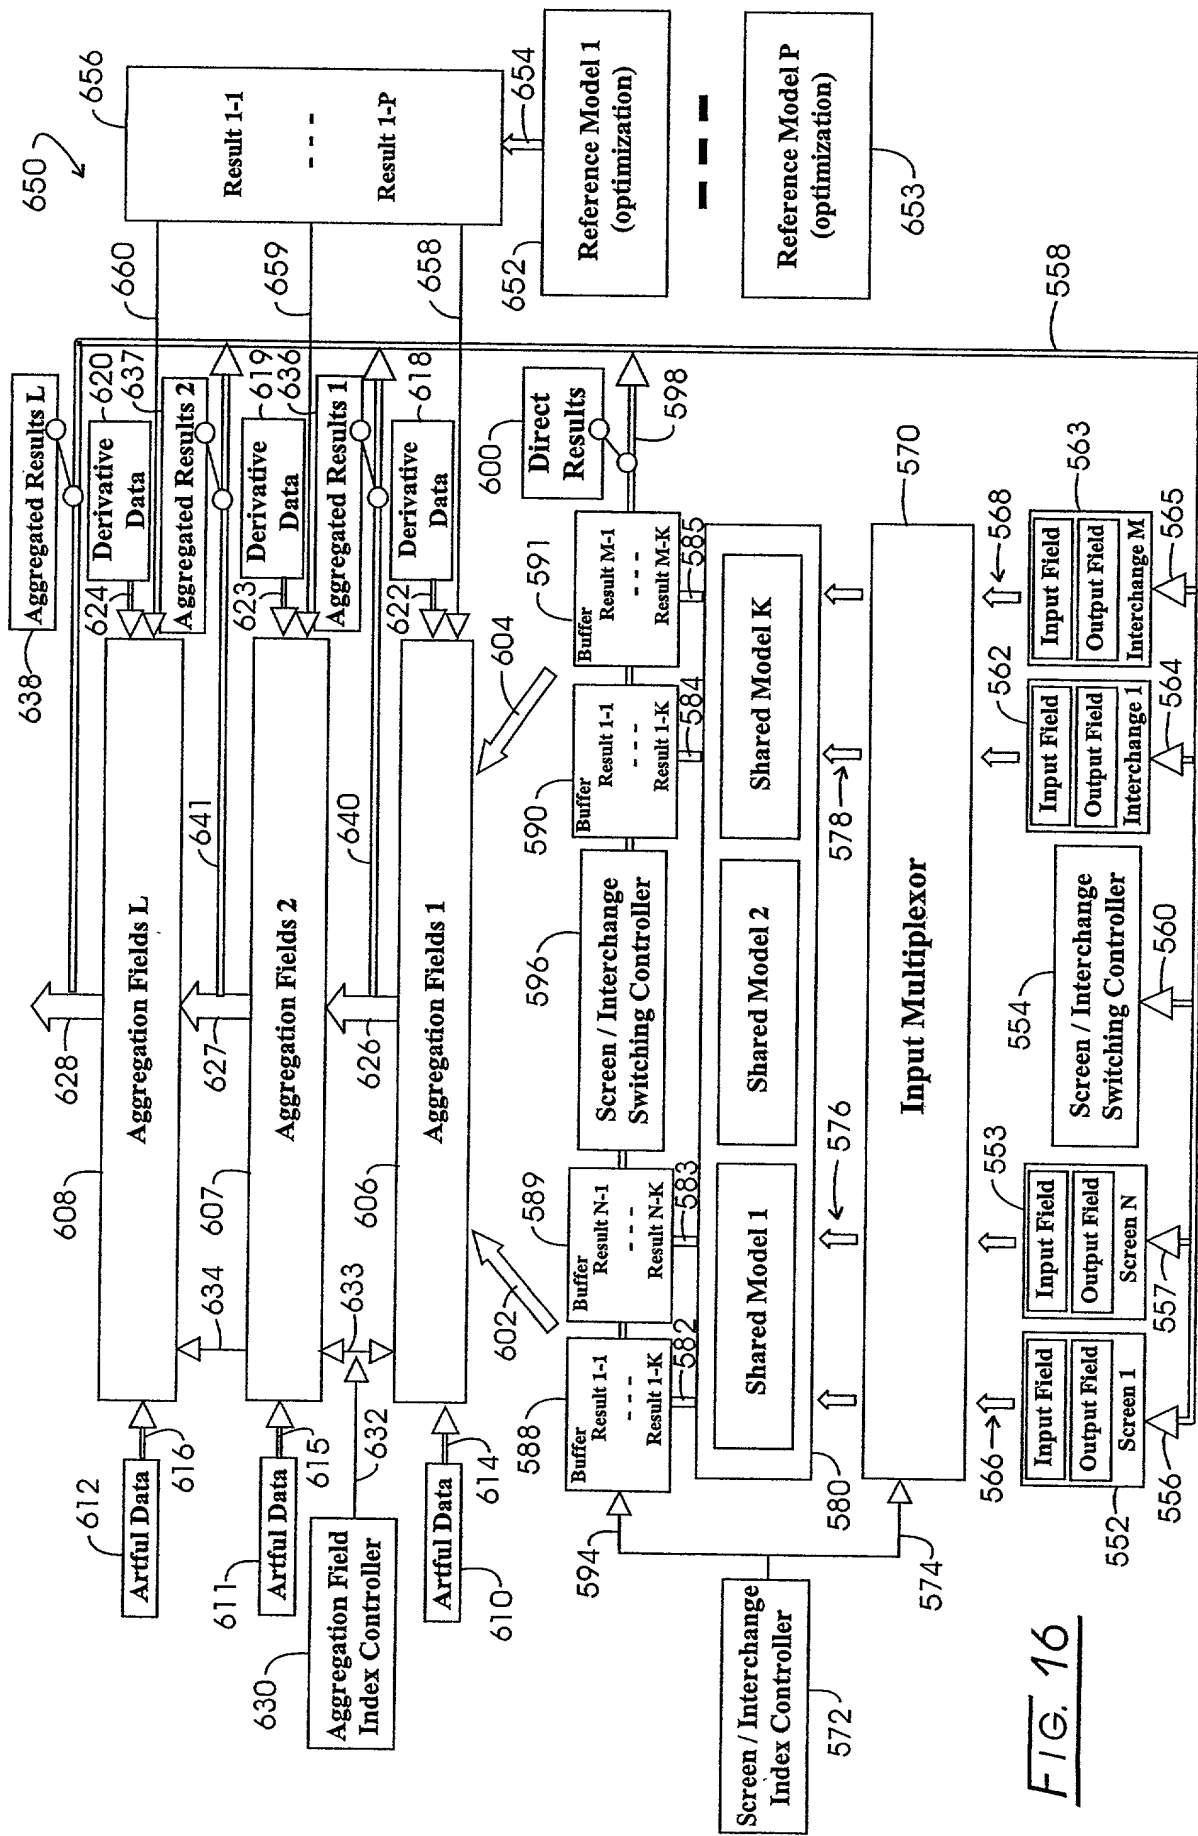 650
656
Result 1-1
- - -
Result 1-P
654
652
Reference Model 1
(optimization)
Reference Model P
(optimization)
653
660
659
658
558
638
Aggregated Results L
620
Derivative
Data
624
637
Aggregated Results 2
619
Derivative
Data
623
636
Aggregated Results 1
618
Derivative
Data
622
628
608
Aggregation Fields L
641
627
607
Aggregation Fields 2
640
626
606
Aggregation Fields 1
634
633
632
612
Artful Data
616
611
Artful Data
615
630
Aggregation Field
Index Controller
610
Artful Data
614
602
604
600
Direct
Results
598
588
Buffer
Result 1-1
- - -
Result 1-K
582
589
Buffer
Result N-1
- - -
Result N-K
583
596
Screen / Interchange
Switching Controller
590
Buffer
Result 1-1
- - -
Result 1-K
584
591
Buffer
Result M-1
- - -
Result M-K
585
594
580
Shared Model 1
Shared Model 2
Shared Model K
576
578
572
Screen / Interchange
Index Controller
574
Input Multiplexor
570
566
568
552
Input Field
Output Field
Screen 1
556
553
Input Field
Output Field
Screen N
557
554
Screen / Interchange
Switching Controller
560
562
Input Field
Output Field
Interchange 1
564
563
Input Field
Output Field
Interchange M
565
FIG. 16